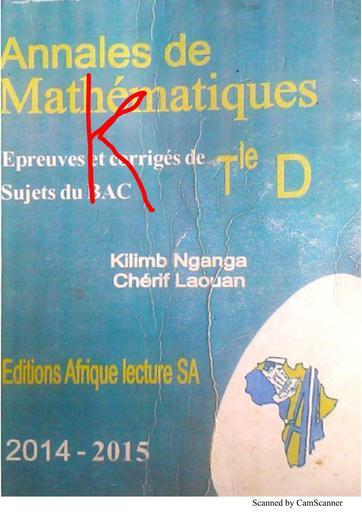 Annales de
Mathématiques
K
Epreuves et corrigés de
Sujets du BAC
Tle D
Kilimb Nganga
Chérif Laouan
Editions Afrique lecture SA
2014 - 2015
Scanned by CamScanner